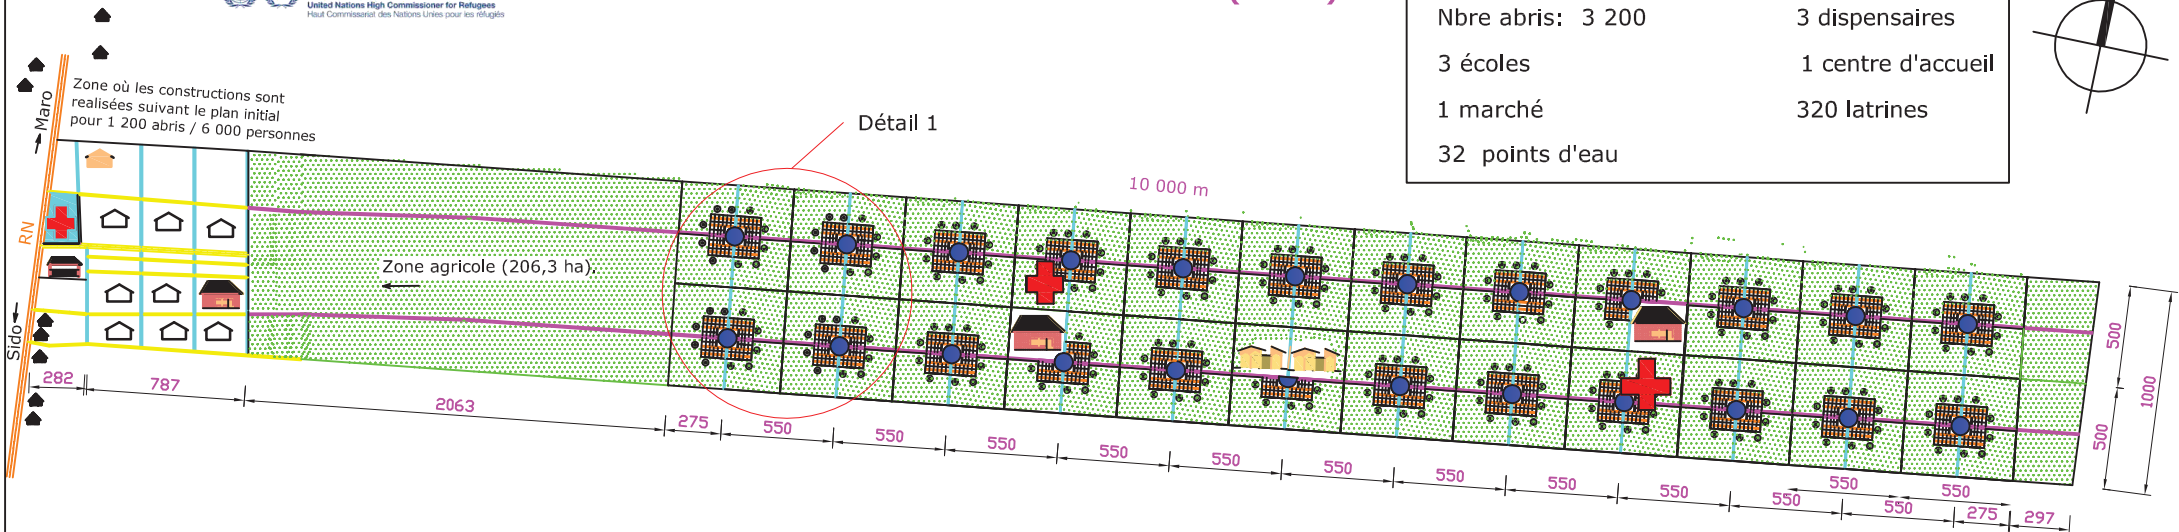 United Nations High Commissioner for Refugees
Haut Commissariat des Nations Unies pour les réfugiés
Nbre abris: 3 200
3 dispensaires
3 écoles
1 centre d'accueil
1 marché
320 latrines
32 points d'eau
Zone où les constructions sont
realisées suivant le plan initial
pour 1 200 abris / 6 000 personnes
Maro
Détail 1
10 000 m
RN
Zone agricole (206,3 ha).
Sido
282
787
2063
275
550
550
550
550
550
550
550
550
550
550
550
550
275
297
500
500
1000